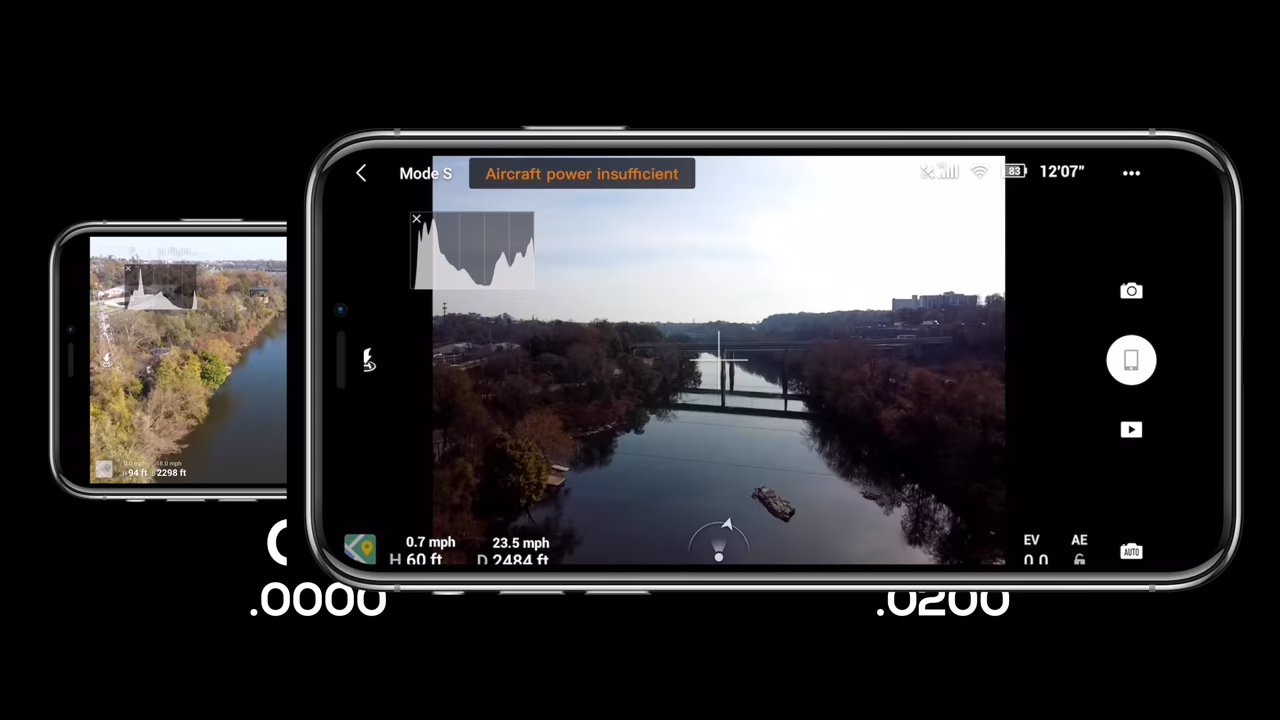 Mode S
Aircraft power insufficient
83
12'07"
0.7 mph
23.5 mph
H 60 ft
D 2484 ft
EV
AE
0.0
AUTO
94 ft
2298 ft
.0000
.0200